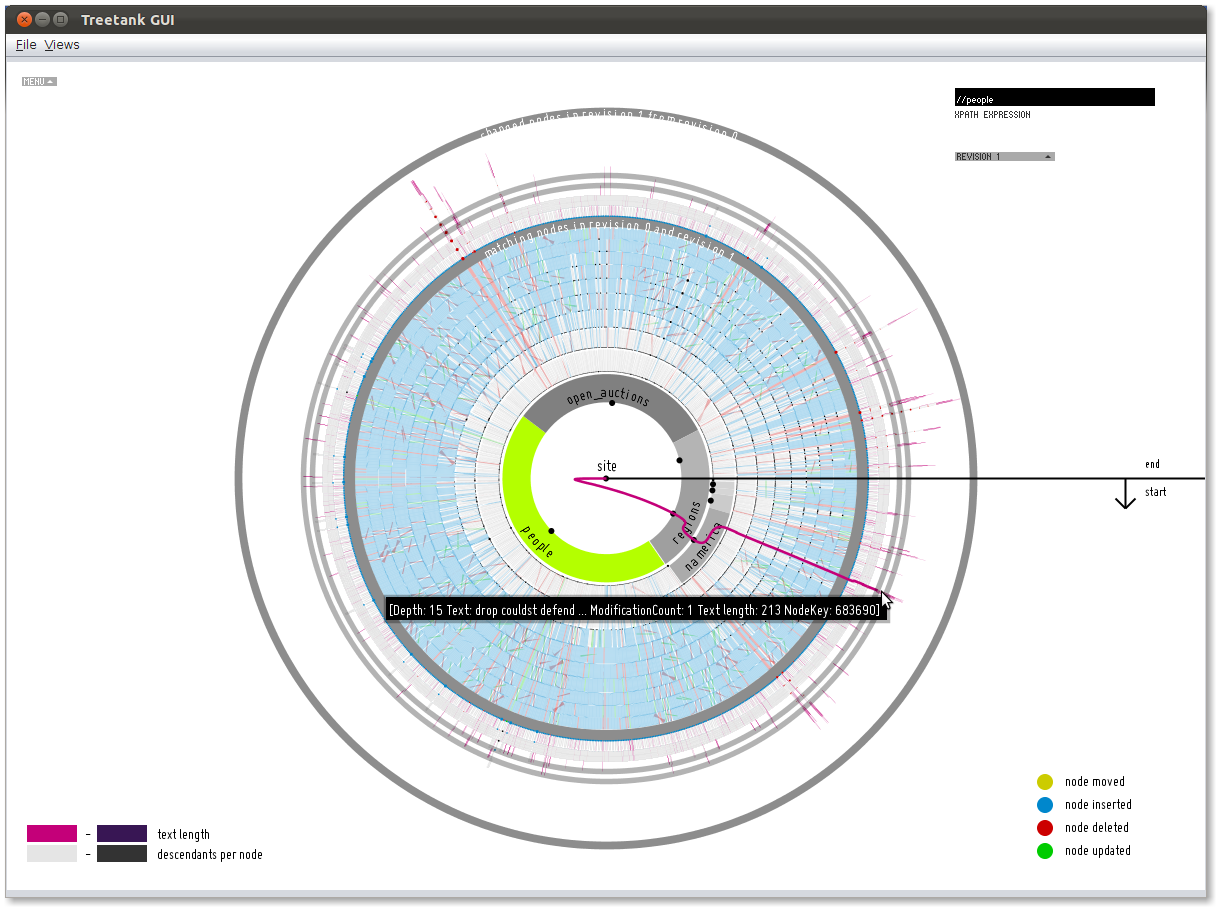 Treetank GUI
File Views
MENU
//people
XPATH EXPRESSION
REVISION 1
changed nodes in revision 1 from revision 0
matching nodes in revision 0 and revision 1
open_auctions
site
end
start
regions
namerica
people
[Depth: 15 Text: drop couldst defend ... ModificationCount: 1 Text length: 213 NodeKey: 683690]
node moved
node inserted
node deleted
node updated
- text length
- descendants per node